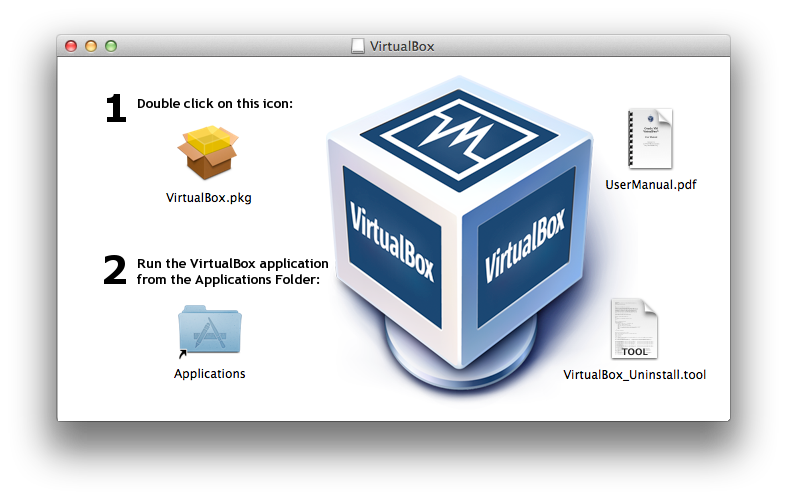 VirtualBox
1 Double click on this icon:
VirtualBox.pkg
2 Run the VirtualBox application
from the Applications Folder:
Applications
VirtualBox
VirtualBox
UserManual.pdf
TOOL
VirtualBox_Uninstall.tool